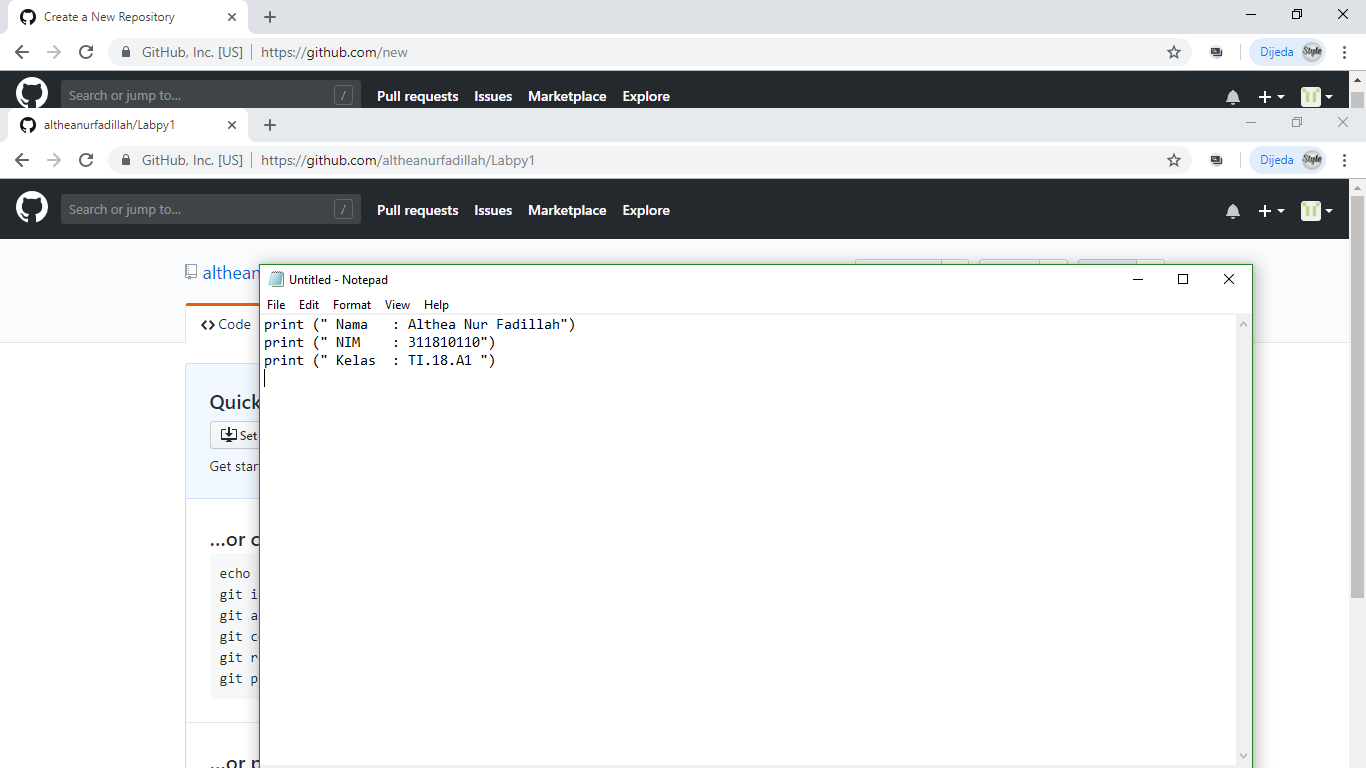 Create a New Repository
GitHub, Inc. [US] https://github.com/new
Dijeda Style
Search or jump to... /
Pull requests Issues Marketplace Explore
altheanurfadillah/Labpy1
GitHub, Inc. [US] https://github.com/altheanurfadillah/Labpy1
Dijeda Style
Search or jump to... /
Pull requests Issues Marketplace Explore
Untitled - Notepad
File Edit Format View Help
print (" Nama   : Althea Nur Fadillah")
print (" NIM    : 311810110")
print (" Kelas  : TI.18.A1 ")
Code
Quick
Set
Get
...or
echo
git
git
git
git
git
...or